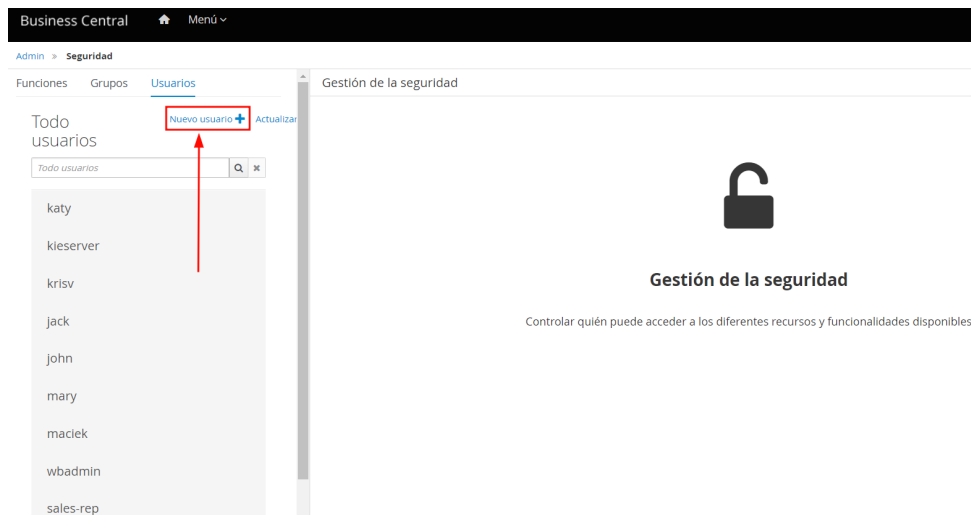 Business Central Menú
Admin » Seguridad
Funciones Grupos Usuarios
Gestión de la seguridad
Todo usuarios
Nuevo usuario Actualizar
Todo usuarios
katy
kieserver
krisv
jack
john
mary
maciek
wbadmin
sales-rep
Gestión de la seguridad
Controlar quién puede acceder a los diferentes recursos y funcionalidades disponibles